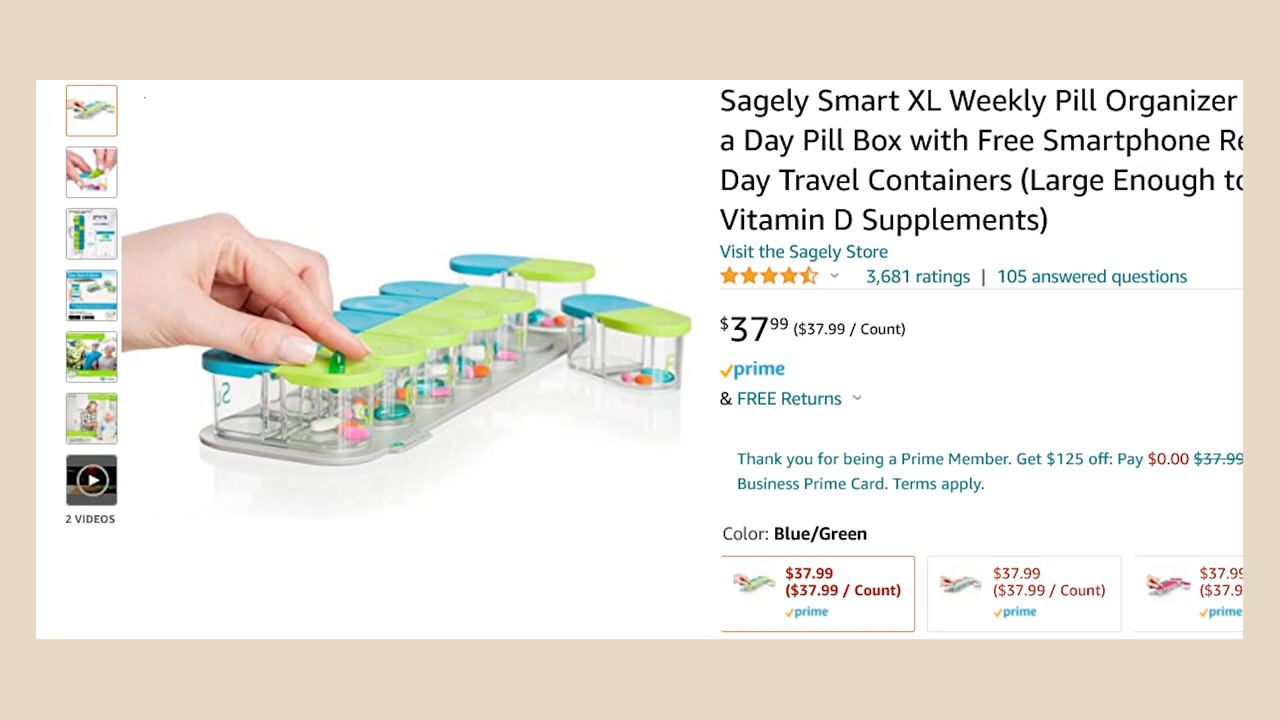 Sagely Smart XL Weekly Pill Organizer
a Day Pill Box with Free Smartphone
Day Travel Containers (Large Enough to
Vitamin D Supplements)
Visit the Sagely Store
3,681 ratings | 105 answered questions
$37.99 ($37.99 / Count)
prime
& FREE Returns
Thank you for being a Prime Member. Get $125 off: Pay $0.00 $37.99
Business Prime Card. Terms apply.
2 VIDEOS
Color: Blue/Green
$37.99 $37.99 $37.99
($37.99 / Count) ($37.99 / Count) ($37.9
prime prime prime